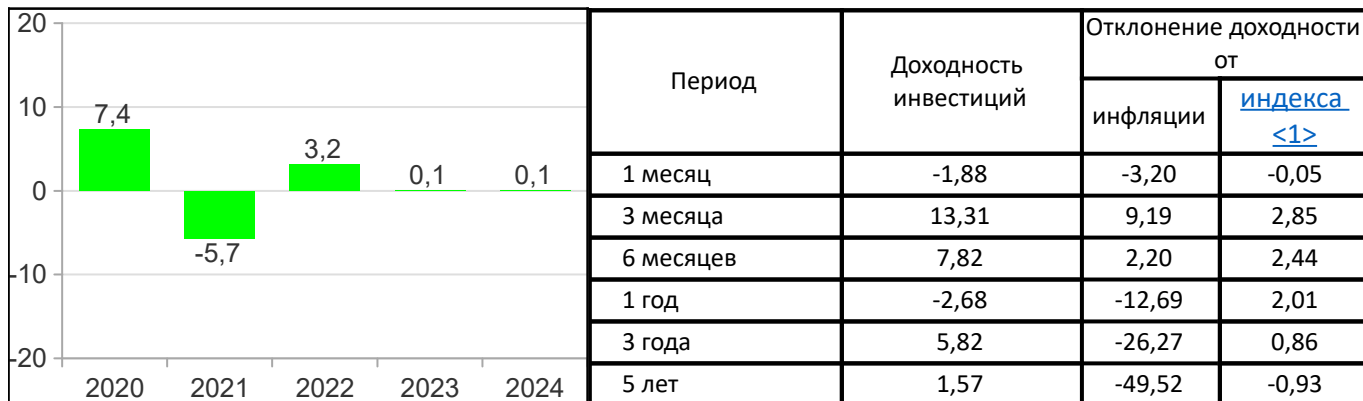 20
10
0
-10
-20
7,4
-5,7
3,2
0,1
0,1
2020 2021 2022 2023 2024
Период Доходность инвестиций Отклонение доходности от
инфляции индекса <1>
1 месяц -1,88 -3,20 -0,05
3 месяца 13,31 9,19 2,85
6 месяцев 7,82 2,20 2,44
1 год -2,68 -12,69 2,01
3 года 5,82 -26,27 0,86
5 лет 1,57 -49,52 -0,93